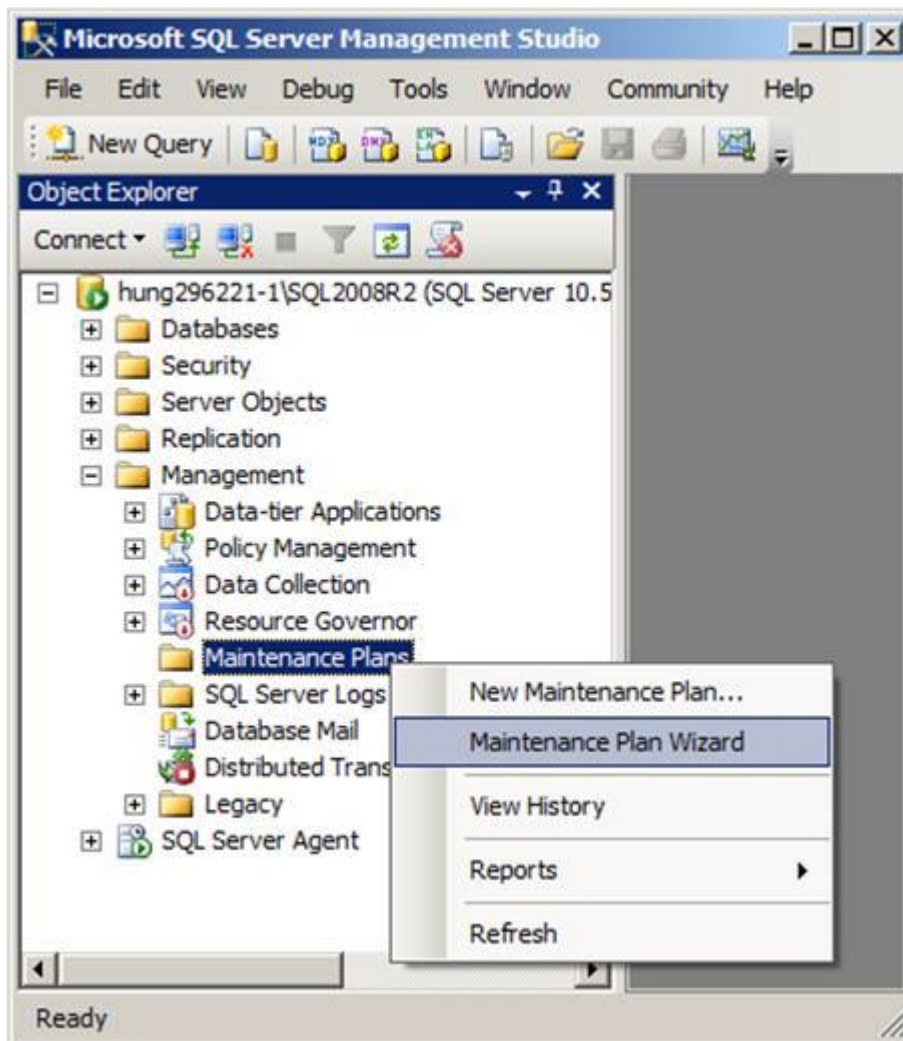 Microsoft SQL Server Management Studio
File Edit View Debug Tools Window Community Help
New Query
Object Explorer
Connect
hung296221-1\SQL2008R2 (SQL Server 10.5
Databases
Security
Server Objects
Replication
Management
Data-tier Applications
Policy Management
Data Collection
Resource Governor
Maintenance Plans
SQL Server Logs
Database Mail
Distributed Trans
Legacy
SQL Server Agent
New Maintenance Plan...
Maintenance Plan Wizard
View History
Reports
Refresh
Ready